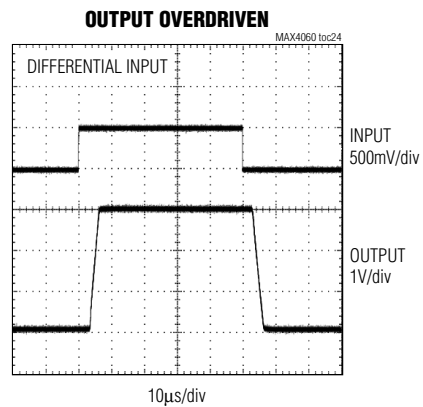 OUTPUT OVERDRIVEN
MAX4060 toc24
DIFFERENTIAL INPUT
INPUT
500mV/div
OUTPUT
1V/div
10μs/div